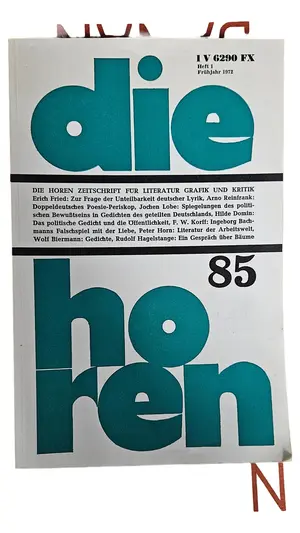 die
1 V 6290 FX
Heft 1
Frühjahr 1972
DIE HOREN ZEITSCHRIFT FÜR LITERATUR GRAFIK UND KRITIK
Erich Fried: Zur Frage der Unteilbarkeit deutscher Lyrik, Arno Reinfrank:
Doppeldeutsches Poesie-Periskop, Jochen Lobe: Spiegelungen des politi-
schen Bewußtseins in Gedichten des geteilten Deutschlands, Hilde Domin:
Das politische Gedicht und die Öffentlichkeit, F. W. Korff: Ingeborg Bach-
manns Falschspiel mit der Liebe, Peter Horn: Literatur der Arbeitswelt,
Wolf Biermann: Gedichte, Rudolf Hagelstange: Ein Gespräch über Bäume
85
ho
ren
N